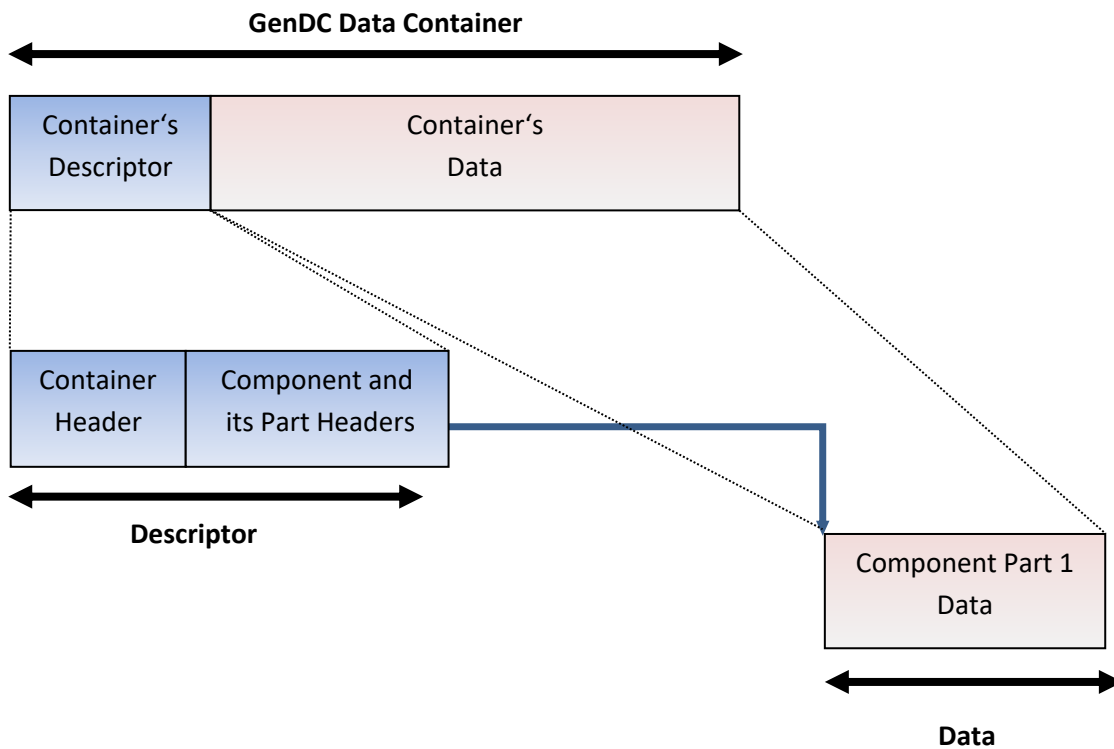 GenDC Data Container
Container‘s
Descriptor
Container‘s
Data
Container
Header
Component and
its Part Headers
Descriptor
Component Part 1
Data
Data